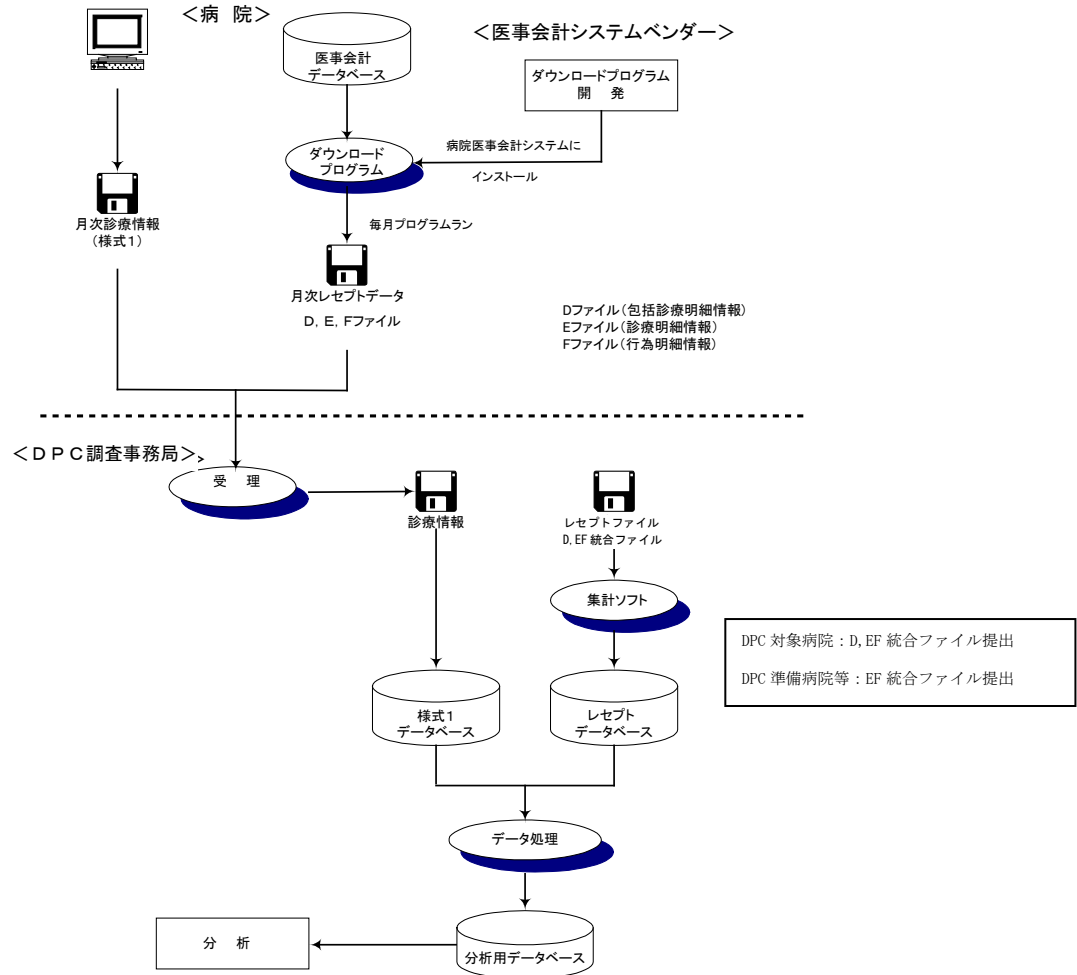 ＜病　院＞
＜医事会計システムベンダー＞
医事会計
データベース
ダウンロードプログラム
開　発
病院医事会計システムに
インストール
ダウンロード
プログラム
毎月プログラムラン
月次診療情報
（様式１）
月次レセプトデータ
Ｄ，Ｅ，Ｆファイル
Dファイル（包括診療明細情報）
Eファイル（診療明細情報）
Fファイル（行為明細情報）
＜ＤＰＣ調査事務局＞
受　理
診療情報
レセプトファイル
D,EF 統合ファイル
集計ソフト
DPC 対象病院：D,EF 統合ファイル提出
DPC 準備病院等：EF 統合ファイル提出
様式１
データベース
レセプト
データベース
データ処理
分　析
分析用データベース